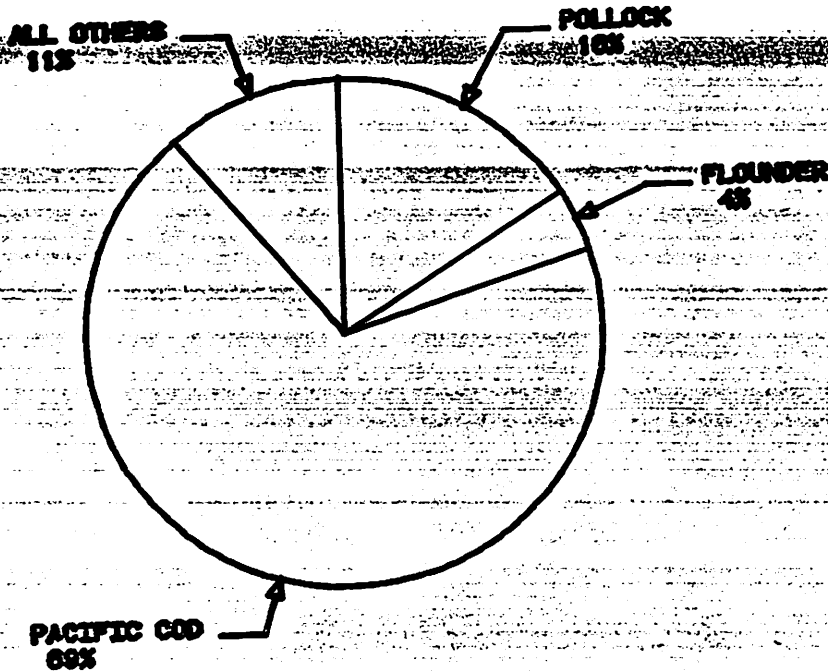 POLLOCK
16%
ALL OTHERS
11%
FLOUNDER
4%
PACIFIC COD
69%